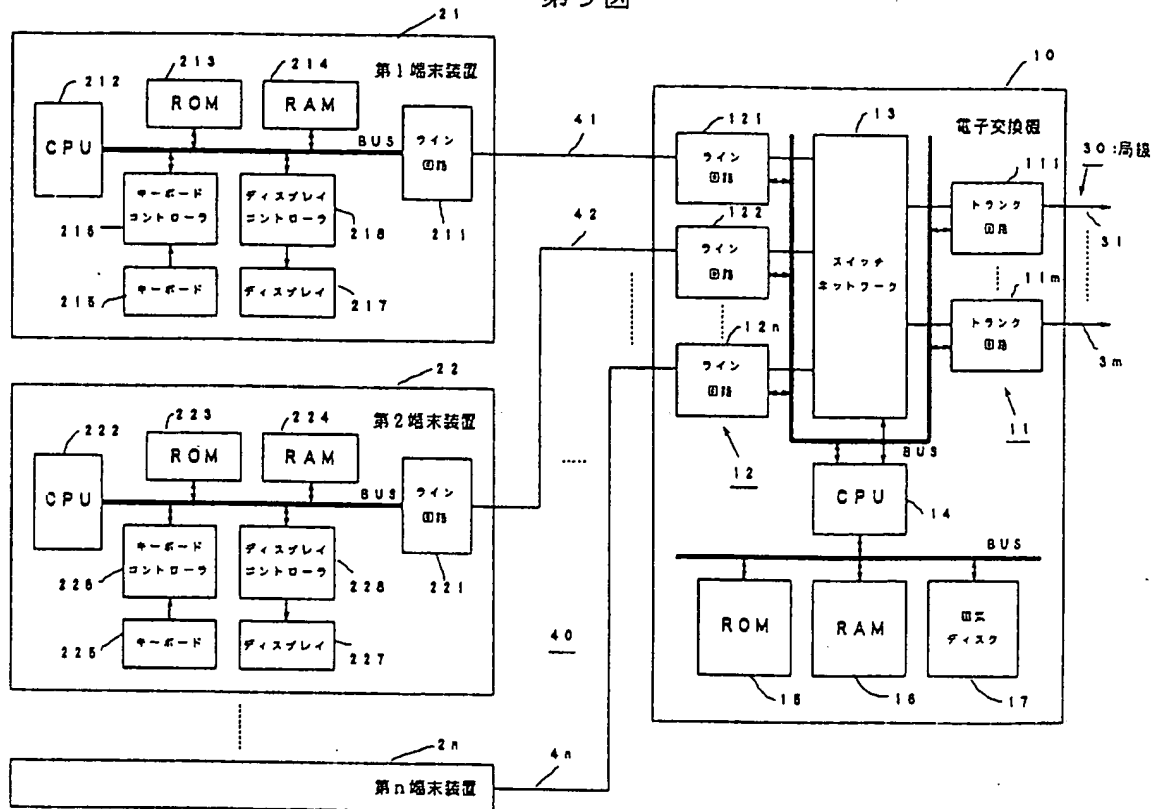 21
212
213
214
第1端末装置
ROM
RAM
CPU
BUS
ライン
回路
キーボード
コントローラ
ディスプレイ
コントローラ
216
218
211
215
キーボード
ディスプレイ
217
22
222
223
224
第2端末装置
ROM
RAM
CPU
BUS
ライン
回路
キーボード
コントローラ
ディスプレイ
コントローラ
226
228
221
225
キーボード
ディスプレイ
227
2n
第n端末装置
41
42
4n
40
10
電子交換機
121
ライン
回路
122
ライン
回路
12n
ライン
回路
12
13
スイッチ
ネットワーク
111
トランク
回路
11m
トランク
回路
11
30:局線
31
3m
BUS
CPU
14
BUS
ROM
RAM
ディスク
15
16
17